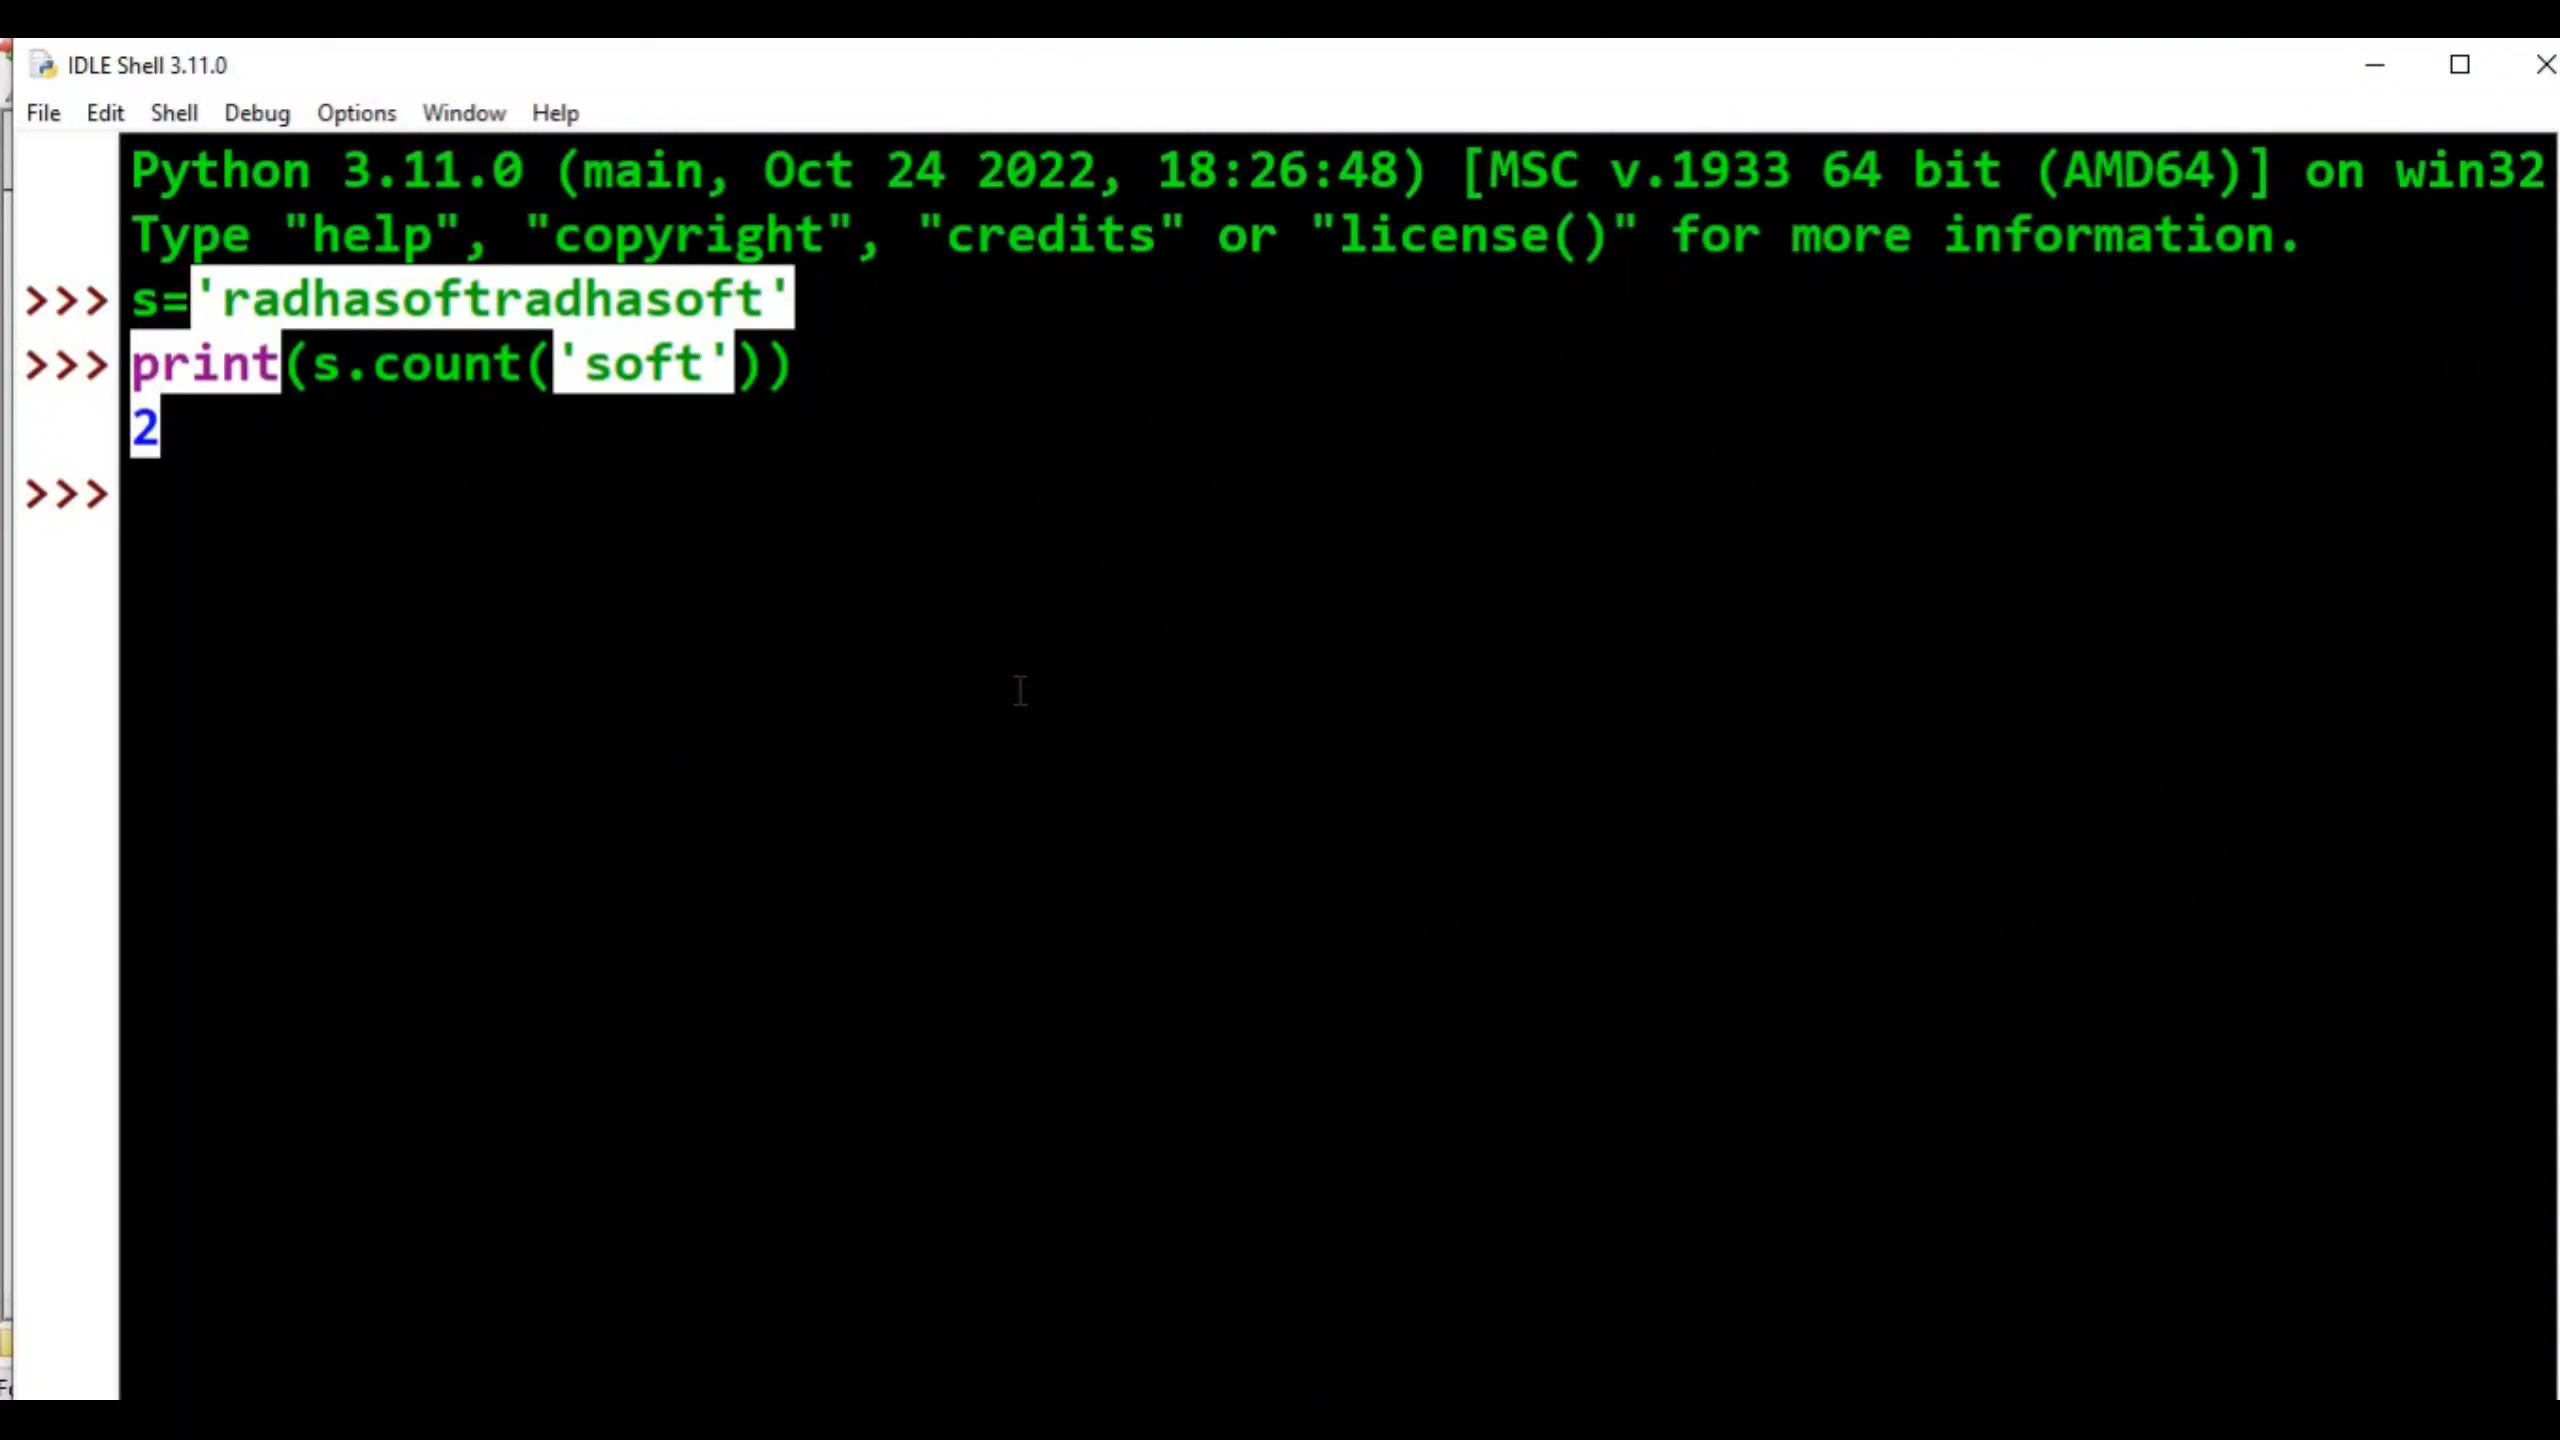 IDLE Shell 3.11.0
File Edit Shell Debug Options Window Help
Python 3.11.0 (main, Oct 24 2022, 18:26:48) [MSC v.1933 64 bit (AMD64)] on win32
Type "help", "copyright", "credits" or "license()" for more information.
>>> s='radhasoftradhasoft'
>>> print(s.count('soft'))
2
>>>